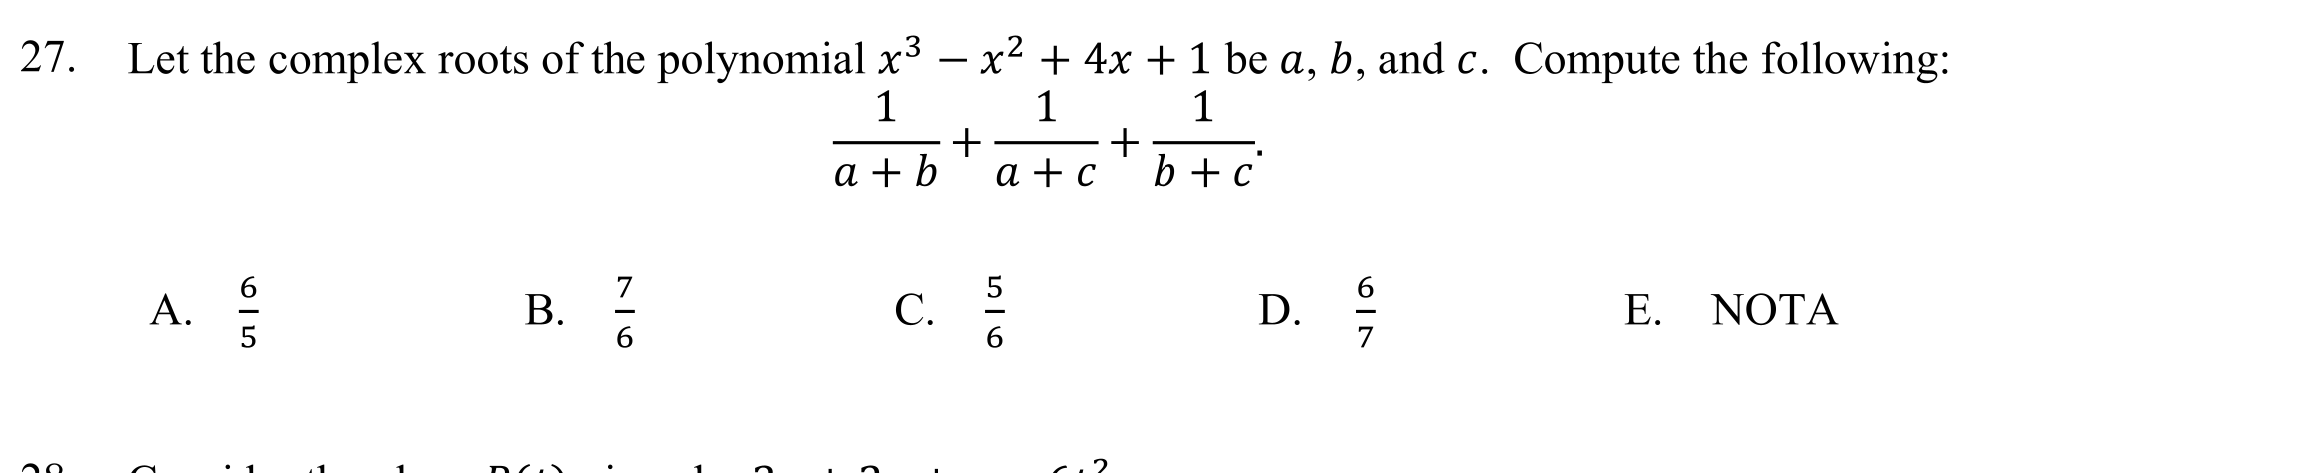 27. Let the complex roots of the polynomial x³ − x² + 4x + 1 be a, b, and c. Compute the following:
1/(a + b) + 1/(a + c) + 1/(b + c).
A. 6/5 B. 7/6 C. 5/6 D. 6/7 E. NOTA